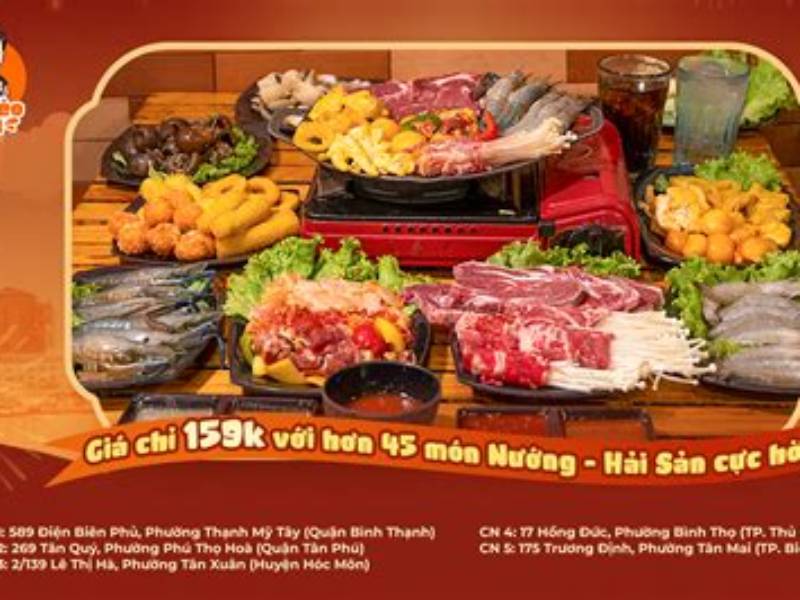 Giá chỉ 159k với hơn 45 món Nướng - Hải Sản cực
: 589 Điện Biên Phủ, Phường Thạnh Mỹ Tây (Quận Bình Thạnh)
2: 269 Tân Quý, Phường Phú Thọ Hoà (Quận Tân Phú)
3: 2/139 Lê Thị Hà, Phường Tân Xuân (Huyện Hóc Môn)
CN 4: 17 Hồng Đức, Phường Bình Thọ (TP. Thủ
CN 5: 175 Trương Định, Phường Tân Mai (TP.